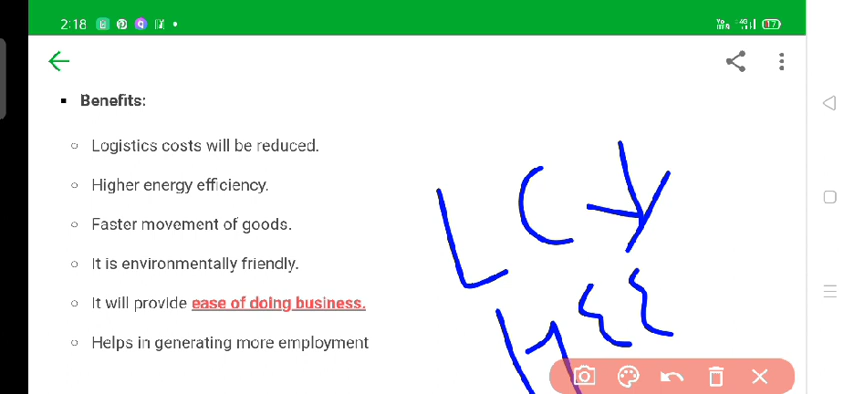 2:18
Benefits:
Logistics costs will be reduced.
Higher energy efficiency.
Faster movement of goods.
It is environmentally friendly.
It will provide ease of doing business.
Helps in generating more employment